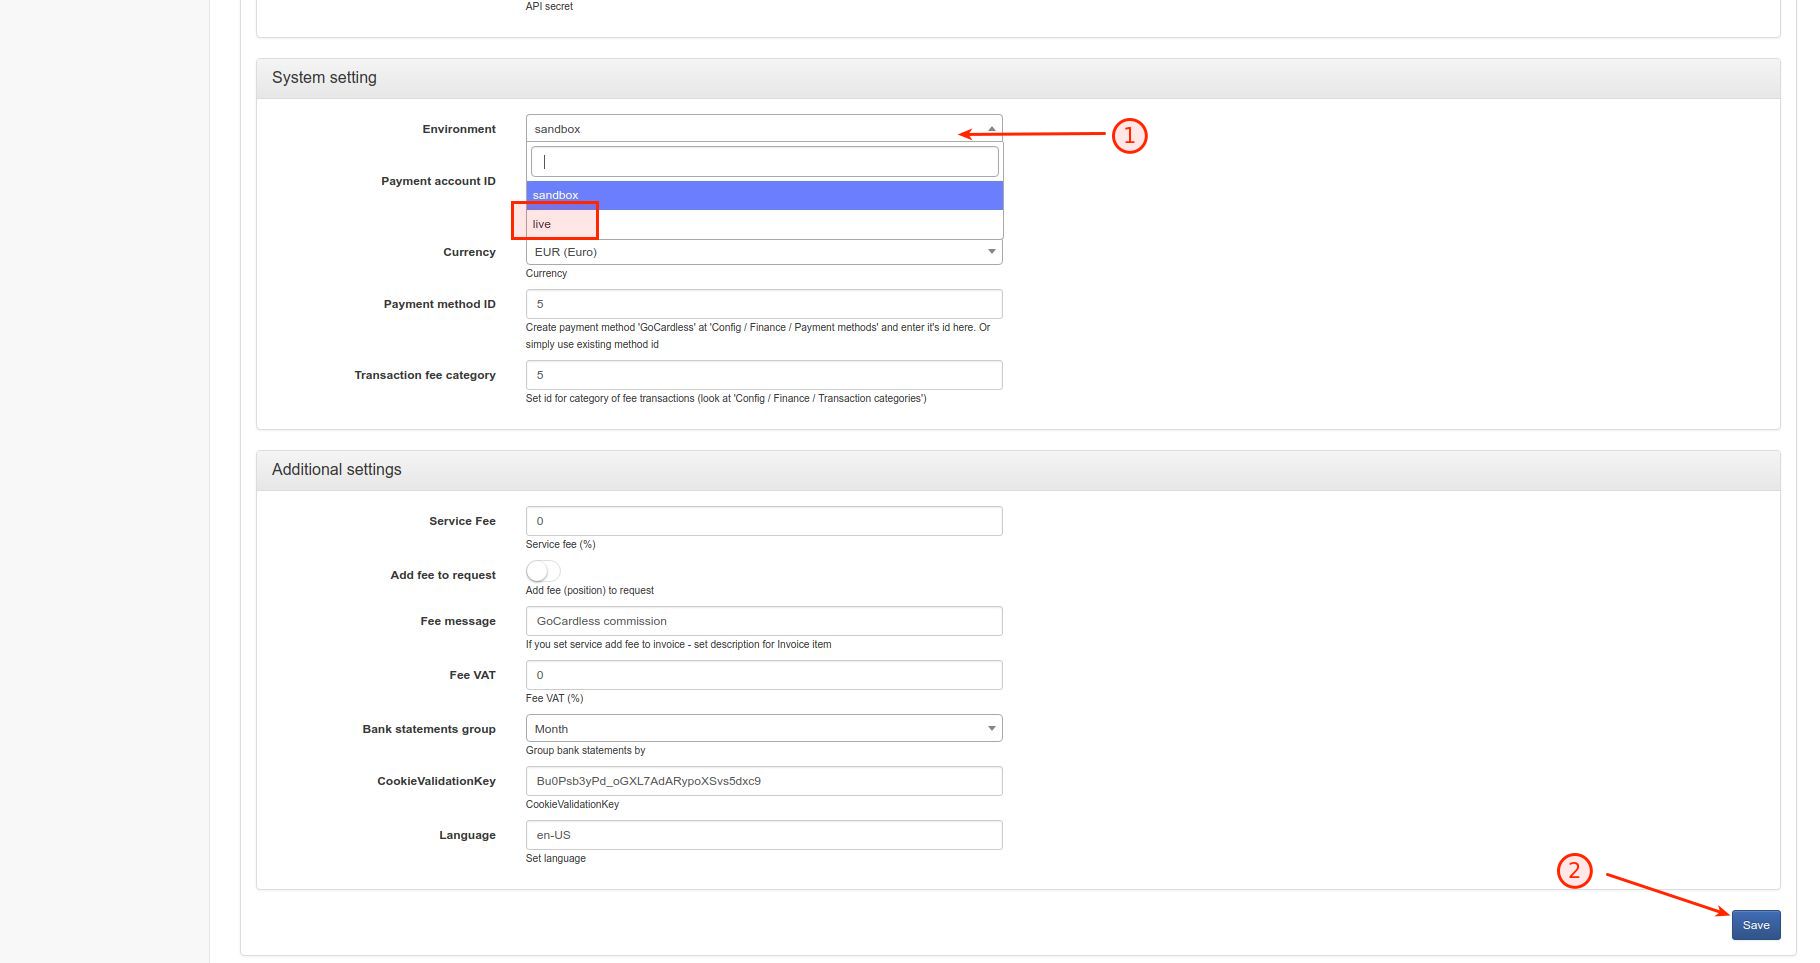 API secret
System setting
Environment
sandbox
1
Payment account ID
sandbox
live
Currency
EUR (Euro)
Currency
Payment method ID
5
Create payment method 'GoCardless' at 'Config / Finance / Payment methods' and enter it's id here. Or
simply use existing method id
Transaction fee category
5
Set id for category of fee transactions (look at 'Config / Finance / Transaction categories')
Additional settings
Service Fee
0
Service fee (%)
Add fee to request
Add fee (position) to request
Fee message
GoCardless commission
If you set service add fee to invoice - set description for Invoice item
Fee VAT
0
Fee VAT (%)
Bank statements group
Month
Group bank statements by
CookieValidationKey
Bu0Psb3yPd_oGXL7AdARypoXSvs5dxc9
CookieValidationKey
Language
en-US
Set language
2
Save